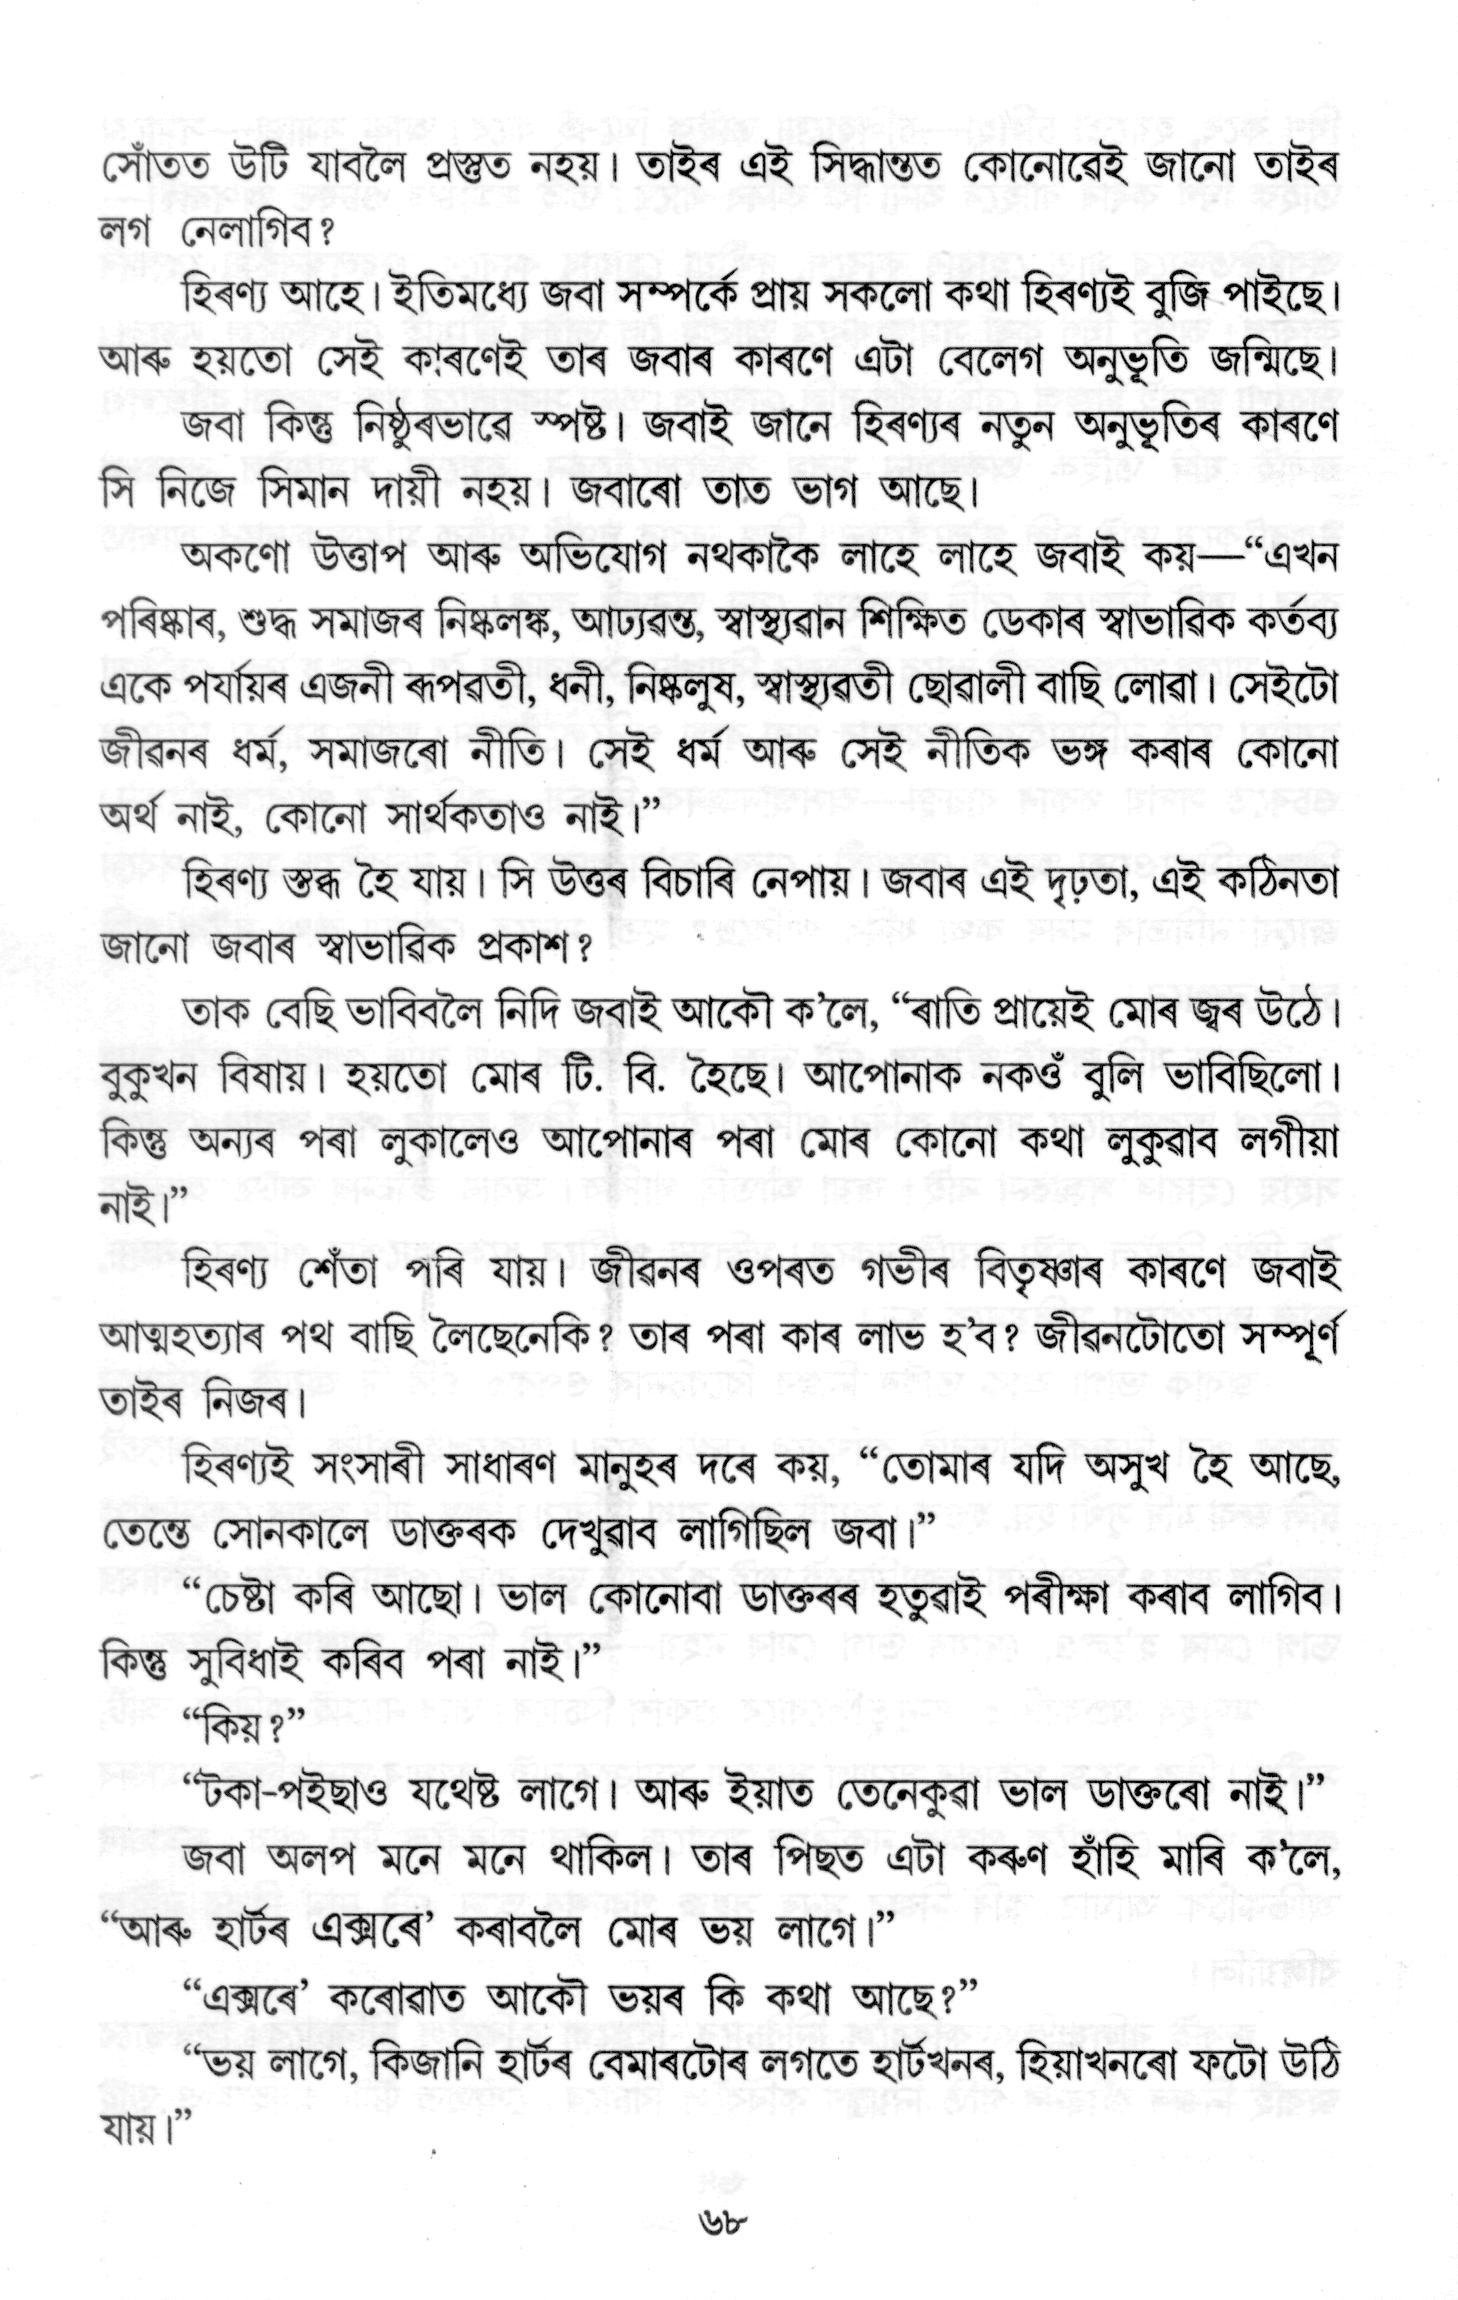 সোঁতত উটি যাবলৈ প্ৰস্তুত নহয়। তাইৰ এই সিদ্ধান্তত কোনোৱেই জানো তাইৰ
লগ নেলাগিব?
হিৰণ্য আহে। ইতিমধ্যে জবা সম্পৰ্কে প্ৰায় সকলো কথা হিৰণ্যই বুজি পাইছে।
আৰু হয়তো সেই কাৰণেই তাৰ জবাৰ কাৰণে এটা বেলেগ অনুভূতি জন্মিছে।
জবা কিন্তু নিষ্ঠুৰভাৱে স্পষ্ট। জবাই জানে হিৰণ্যৰ নতুন অনুভূতিৰ কাৰণে
সি নিজে সিমান দায়ী নহয়। জবাৰো তাত ভাগ আছে।
অকণো উত্তাপ আৰু অভিযোগ নথকাকৈ লাহে লাহে জবাই কয়—“এখন
পৰিষ্কাৰ, শুদ্ধ সমাজৰ নিষ্কলঙ্ক, আঢ্যৱন্ত, স্বাস্থ্যৱান শিক্ষিত ডেকাৰ স্বাভাৱিক কৰ্তব্য
একে পৰ্যায়ৰ এজনী ৰূপৱতী, ধনী, নিষ্কলুষ, স্বাস্থ্যৱতী ছোৱালী বাছি লোৱা। সেইটো
জীৱনৰ ধৰ্ম, সমাজৰো নীতি। সেই ধৰ্ম আৰু সেই নীতিক ভঙ্গ কৰাৰ কোনো
অৰ্থ নাই, কোনো সাৰ্থকতাও নাই।”
হিৰণ্য স্তব্ধ হৈ যায়। সি উত্তৰ বিচাৰি নেপায়। জবাৰ এই দৃঢ়তা, এই কঠিনতা
জানো জবাৰ স্বাভাৱিক প্ৰকাশ?
তাক বেছি ভাবিবলৈ নিদি জবাই আকৌ ক’লে, “ৰাতি প্ৰায়েই মোৰ জ্বৰ উঠে।
বুকুখন বিষায়। হয়তো মোৰ টি. বি. হৈছে। আপোনাক নকওঁ বুলি ভাবিছিলো।
কিন্তু অন্যৰ পৰা লুকালেও আপোনাৰ পৰা মোৰ কোনো কথা লুকুৱাব লগীয়া
নাই।”
হিৰণ্য শেঁতা পৰি যায়। জীৱনৰ ওপৰত গভীৰ বিতৃষ্ণাৰ কাৰণে জবাই
আত্মহত্যাৰ পথ বাছি লৈছেনেকি? তাৰ পৰা কাৰ লাভ হ’ব? জীৱনটোতো সম্পূৰ্ণ
তাইৰ নিজৰ।
হিৰণ্যই সংসাৰী সাধাৰণ মানুহৰ দৰে কয়, “তোমাৰ যদি অসুখ হৈ আছে,
তেন্তে সোনকালে ডাক্তৰক দেখুৱাব লাগিছিল জবা।”
“চেষ্টা কৰি আছো। ভাল কোনোবা ডাক্তৰৰ হতুৱাই পৰীক্ষা কৰাব লাগিব।
কিন্তু সুবিধাই কৰিব পৰা নাই।”
“কিয়?”
“টকা-পইছাও যথেষ্ট লাগে। আৰু ইয়াত তেনেকুৱা ভাল ডাক্তৰো নাই।”
জবা অলপ মনে মনে থাকিল। তাৰ পিছত এটা কৰুণ হাঁহি মাৰি ক’লে,
“আৰু হাৰ্টৰ এক্সৰে’ কৰাবলৈ মোৰ ভয় লাগে।”
“এক্সৰে’ কৰোৱাত আকৌ ভয়ৰ কি কথা আছে?”
“ভয় লাগে, কিজানি হাৰ্টৰ বেমাৰটোৰ লগতে হাৰ্টখনৰ, হিয়াখনৰো ফটো উঠি
যায়।”
৬৮